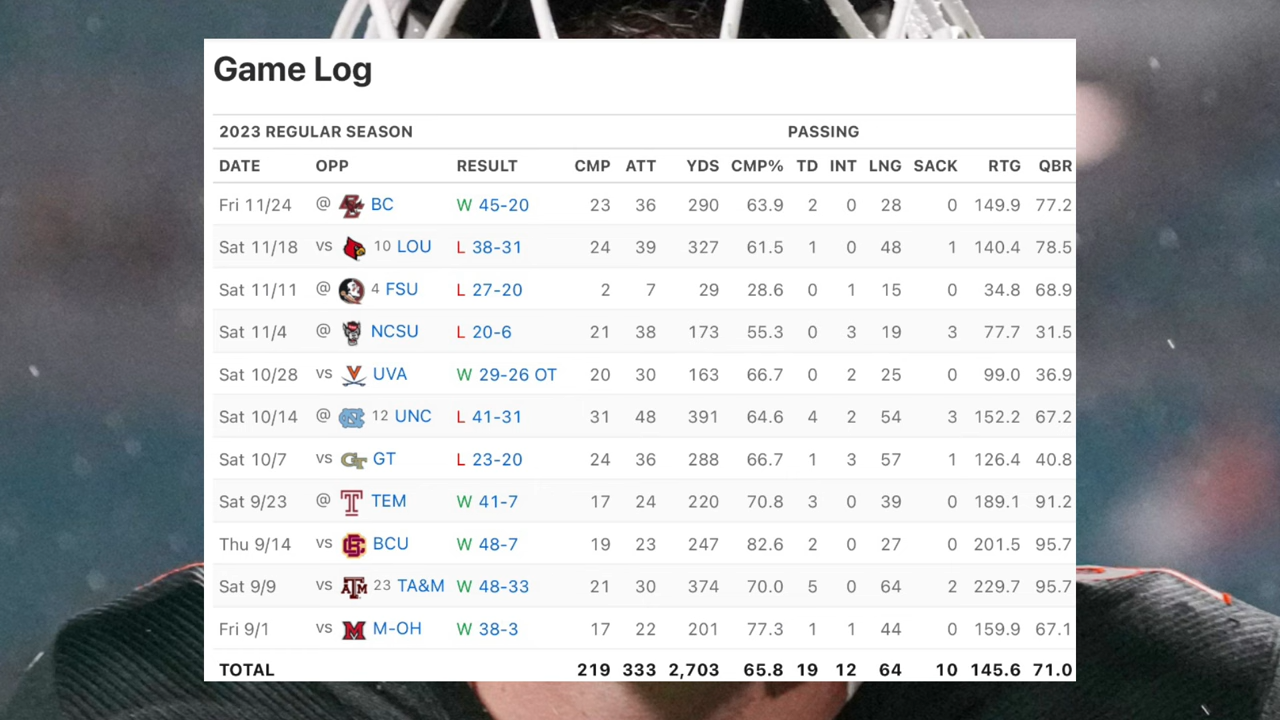 Game Log
2023 REGULAR SEASON PASSING
DATE OPP RESULT CMP ATT YDS CMP% TD INT LNG SACK RTG QBR
Fri 11/24 @ BC W 45-20 23 36 290 63.9 2 0 28 0 149.9 77.2
Sat 11/18 vs 10 LOU L 38-31 24 39 327 61.5 1 0 48 1 140.4 78.5
Sat 11/11 @ 4 FSU L 27-20 2 7 29 28.6 0 1 15 0 34.8 68.9
Sat 11/4 @ NCSU L 20-6 21 38 173 55.3 0 3 19 3 77.7 31.5
Sat 10/28 vs UVA W 29-26 OT 20 30 163 66.7 0 2 25 0 99.0 36.9
Sat 10/14 @ 12 UNC L 41-31 31 48 391 64.6 4 2 54 3 152.2 67.2
Sat 10/7 vs GT L 23-20 24 36 288 66.7 1 3 57 1 126.4 40.8
Sat 9/23 @ TEM W 41-7 17 24 220 70.8 3 0 39 0 189.1 91.2
Thu 9/14 vs BCU W 48-7 19 23 247 82.6 2 0 27 0 201.5 95.7
Sat 9/9 vs 23 TA&M W 48-33 21 30 374 70.0 5 0 64 2 229.7 95.7
Fri 9/1 vs M-OH W 38-3 17 22 201 77.3 1 1 44 0 159.9 67.1
TOTAL 219 333 2,703 65.8 19 12 64 10 145.6 71.0